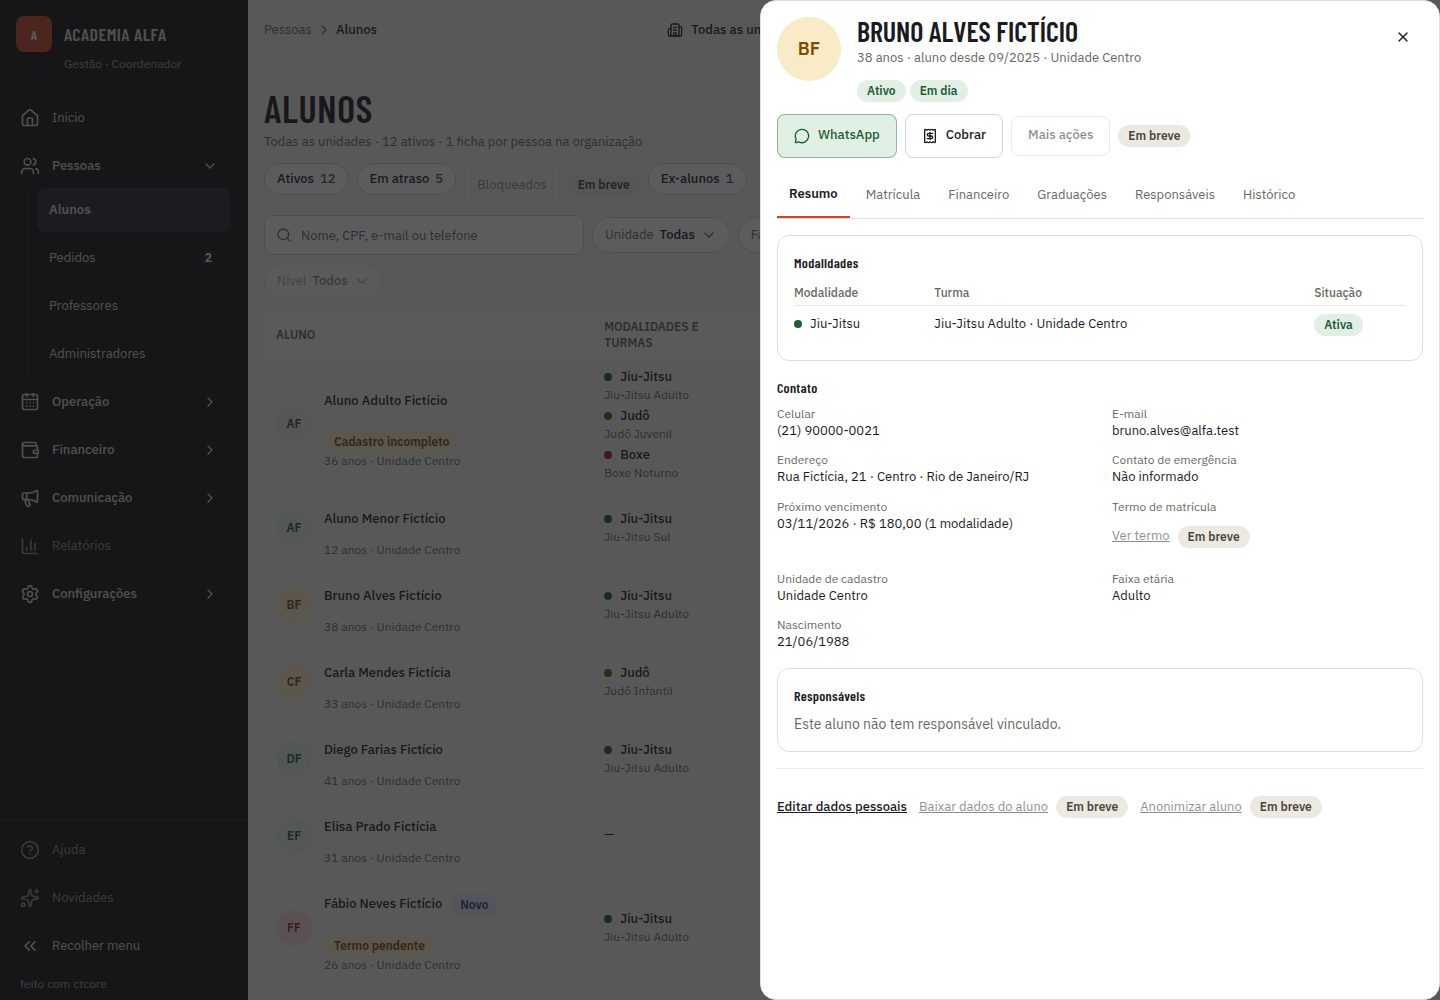 A
ACADEMIA ALFA
Gestão · Coordenador
Início
Pessoas
Alunos
Pedidos 2
Professores
Administradores
Operação
Financeiro
Comunicação
Relatórios
Configurações
Ajuda
Novidades
Recolher menu
feito com ctcore
Pessoas > Alunos
Todas as un
ALUNOS
Todas as unidades · 12 ativos · 1 ficha por pessoa na organização
Ativos 12 Em atraso 5 Bloqueados Em breve Ex-alunos 1
Nome, CPF, e-mail ou telefone Unidade Todas Fa
Nível Todos
ALUNO MODALIDADES E TURMAS
AF Aluno Adulto Fictício
Cadastro incompleto
36 anos · Unidade Centro
Jiu-Jitsu
Jiu-Jitsu Adulto
Judô
Judô Juvenil
Boxe
Boxe Noturno
AF Aluno Menor Fictício
12 anos · Unidade Centro
Jiu-Jitsu
Jiu-Jitsu Sul
BF Bruno Alves Fictício
38 anos · Unidade Centro
Jiu-Jitsu
Jiu-Jitsu Adulto
CF Carla Mendes Fictícia
33 anos · Unidade Centro
Judô
Judô Infantil
DF Diego Farias Fictício
41 anos · Unidade Centro
Jiu-Jitsu
Jiu-Jitsu Adulto
EF Elisa Prado Fictícia
31 anos · Unidade Centro
—
FF Fábio Neves Fictício Novo
Termo pendente
26 anos · Unidade Centro
Jiu-Jitsu
Jiu-Jitsu Adulto
BF
BRUNO ALVES FICTÍCIO
38 anos · aluno desde 09/2025 · Unidade Centro
Ativo Em dia
WhatsApp Cobrar Mais ações Em breve
Resumo Matrícula Financeiro Graduações Responsáveis Histórico
Modalidades
Modalidade Turma Situação
Jiu-Jitsu Jiu-Jitsu Adulto · Unidade Centro Ativa
Contato
Celular
(21) 90000-0021
E-mail
bruno.alves@alfa.test
Endereço
Rua Fictícia, 21 · Centro · Rio de Janeiro/RJ
Contato de emergência
Não informado
Próximo vencimento
03/11/2026 · R$ 180,00 (1 modalidade)
Termo de matrícula
Ver termo Em breve
Unidade de cadastro
Unidade Centro
Faixa etária
Adulto
Nascimento
21/06/1988
Responsáveis
Este aluno não tem responsável vinculado.
Editar dados pessoais Baixar dados do aluno Em breve Anonimizar aluno Em breve